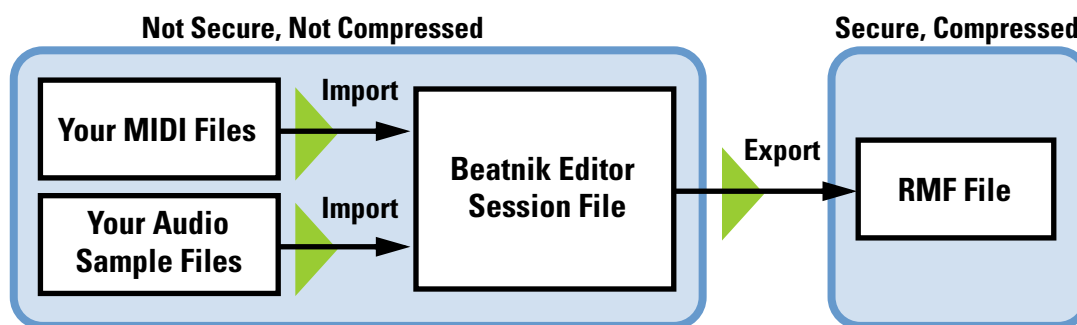 Not Secure, Not Compressed
Secure, Compressed
Your MIDI Files
Import
Your Audio
Sample Files
Import
Beatnik Editor
Session File
Export
RMF File